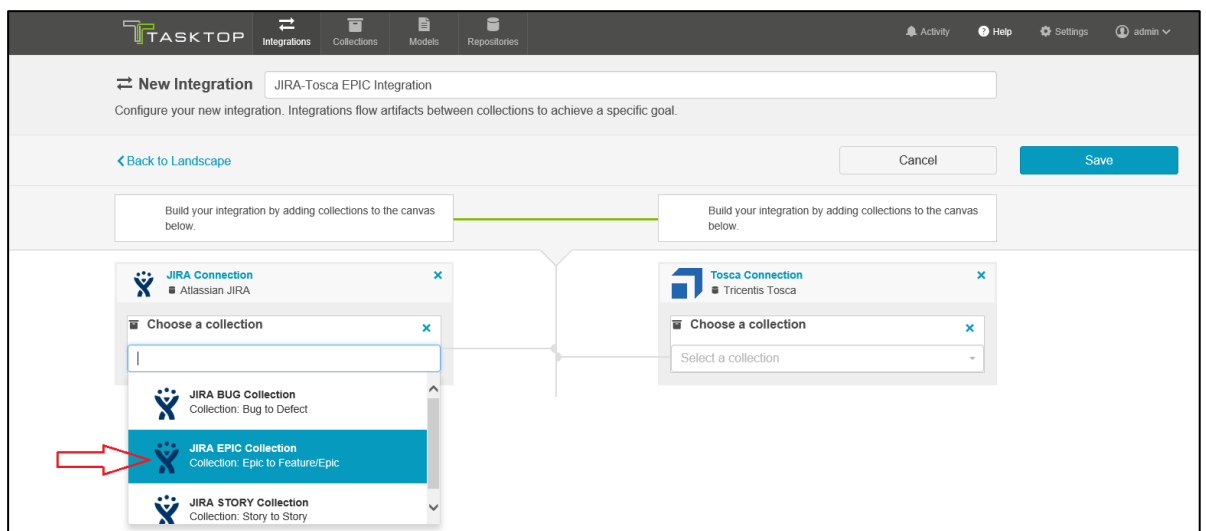 TASKTOP
Integrations
Collections
Models
Repositories
Activity
Help
Settings
admin
New Integration
JIRA-Tosca EPIC Integration
Configure your new integration. Integrations flow artifacts between collections to achieve a specific goal.
Back to Landscape
Cancel
Save
Build your integration by adding collections to the canvas
below.
Build your integration by adding collections to the canvas
below.
JIRA Connection
Atlassian JIRA
Choose a collection
JIRA BUG Collection
Collection: Bug to Defect
JIRA EPIC Collection
Collection: Epic to Feature/Epic
JIRA STORY Collection
Collection: Story to Story
Tosca Connection
Tricentis Tosca
Choose a collection
Select a collection